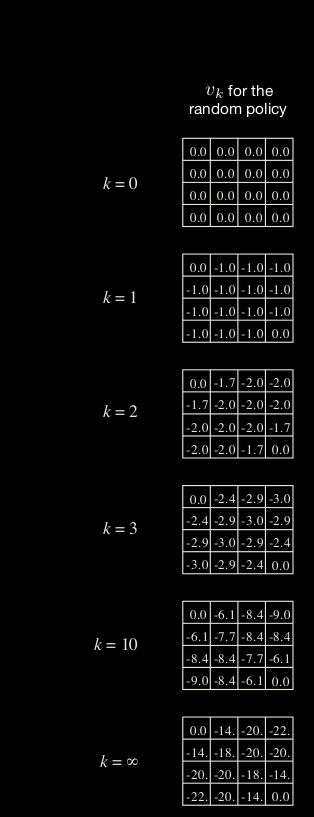 v_k for the
random policy
0.0 0.0 0.0 0.0
0.0 0.0 0.0 0.0
k = 0
0.0 0.0 0.0 0.0
0.0 0.0 0.0 0.0
0.0 -1.0 -1.0 -1.0
-1.0 -1.0 -1.0 -1.0
k = 1
-1.0 -1.0 -1.0 -1.0
-1.0 -1.0 -1.0 0.0
0.0 -1.7 -2.0 -2.0
-1.7 -2.0 -2.0 -2.0
k = 2
-2.0 -2.0 -2.0 -1.7
-2.0 -2.0 -1.7 0.0
0.0 -2.4 -2.9 -3.0
-2.4 -2.9 -3.0 -2.9
k = 3
-2.9 -3.0 -2.9 -2.4
-3.0 -2.9 -2.4 0.0
0.0 -6.1 -8.4 -9.0
-6.1 -7.7 -8.4 -8.4
k = 10
-8.4 -8.4 -7.7 -6.1
-9.0 -8.4 -6.1 0.0
0.0 -14. -20. -22.
-14. -18. -20. -20.
k = ∞
-20. -20. -18. -14.
-22. -20. -14. 0.0